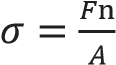 σ = Fn/A